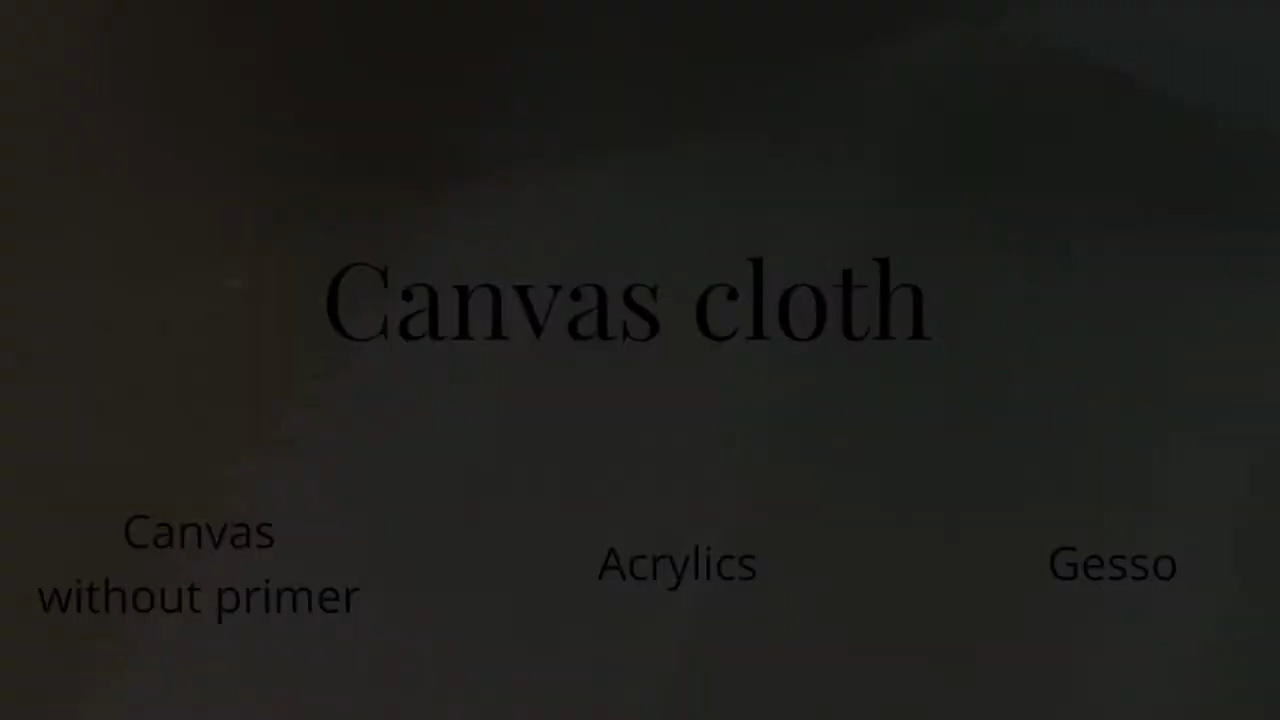 Canvas cloth
Canvas
without primer
Acrylics
Gesso